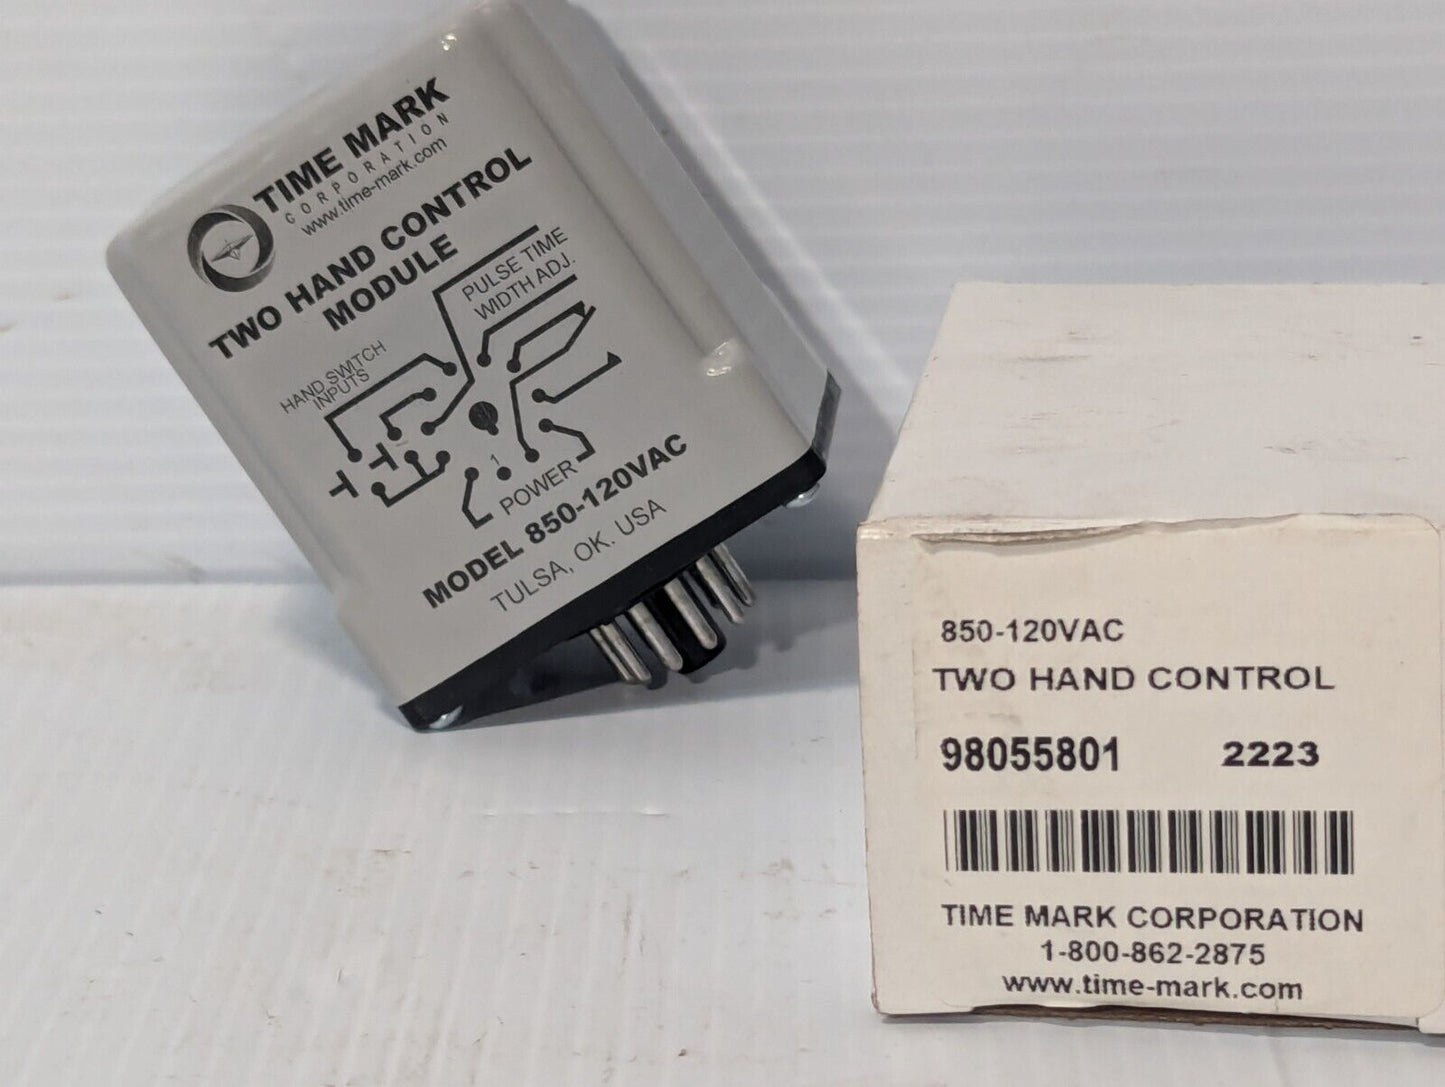 TIME MARK
CORPORATION
www.time-mark.com
TWO HAND CONTROL
MODULE
PULSE TIME
WIDTH ADJ.
HAND SWITCH
INPUTS
1
POWER
MODEL 850-120VAC
TULSA, OK. USA
850-120VAC
TWO HAND CONTROL
98055801 2223
TIME MARK CORPORATION
1-800-862-2875
www.time-mark.com